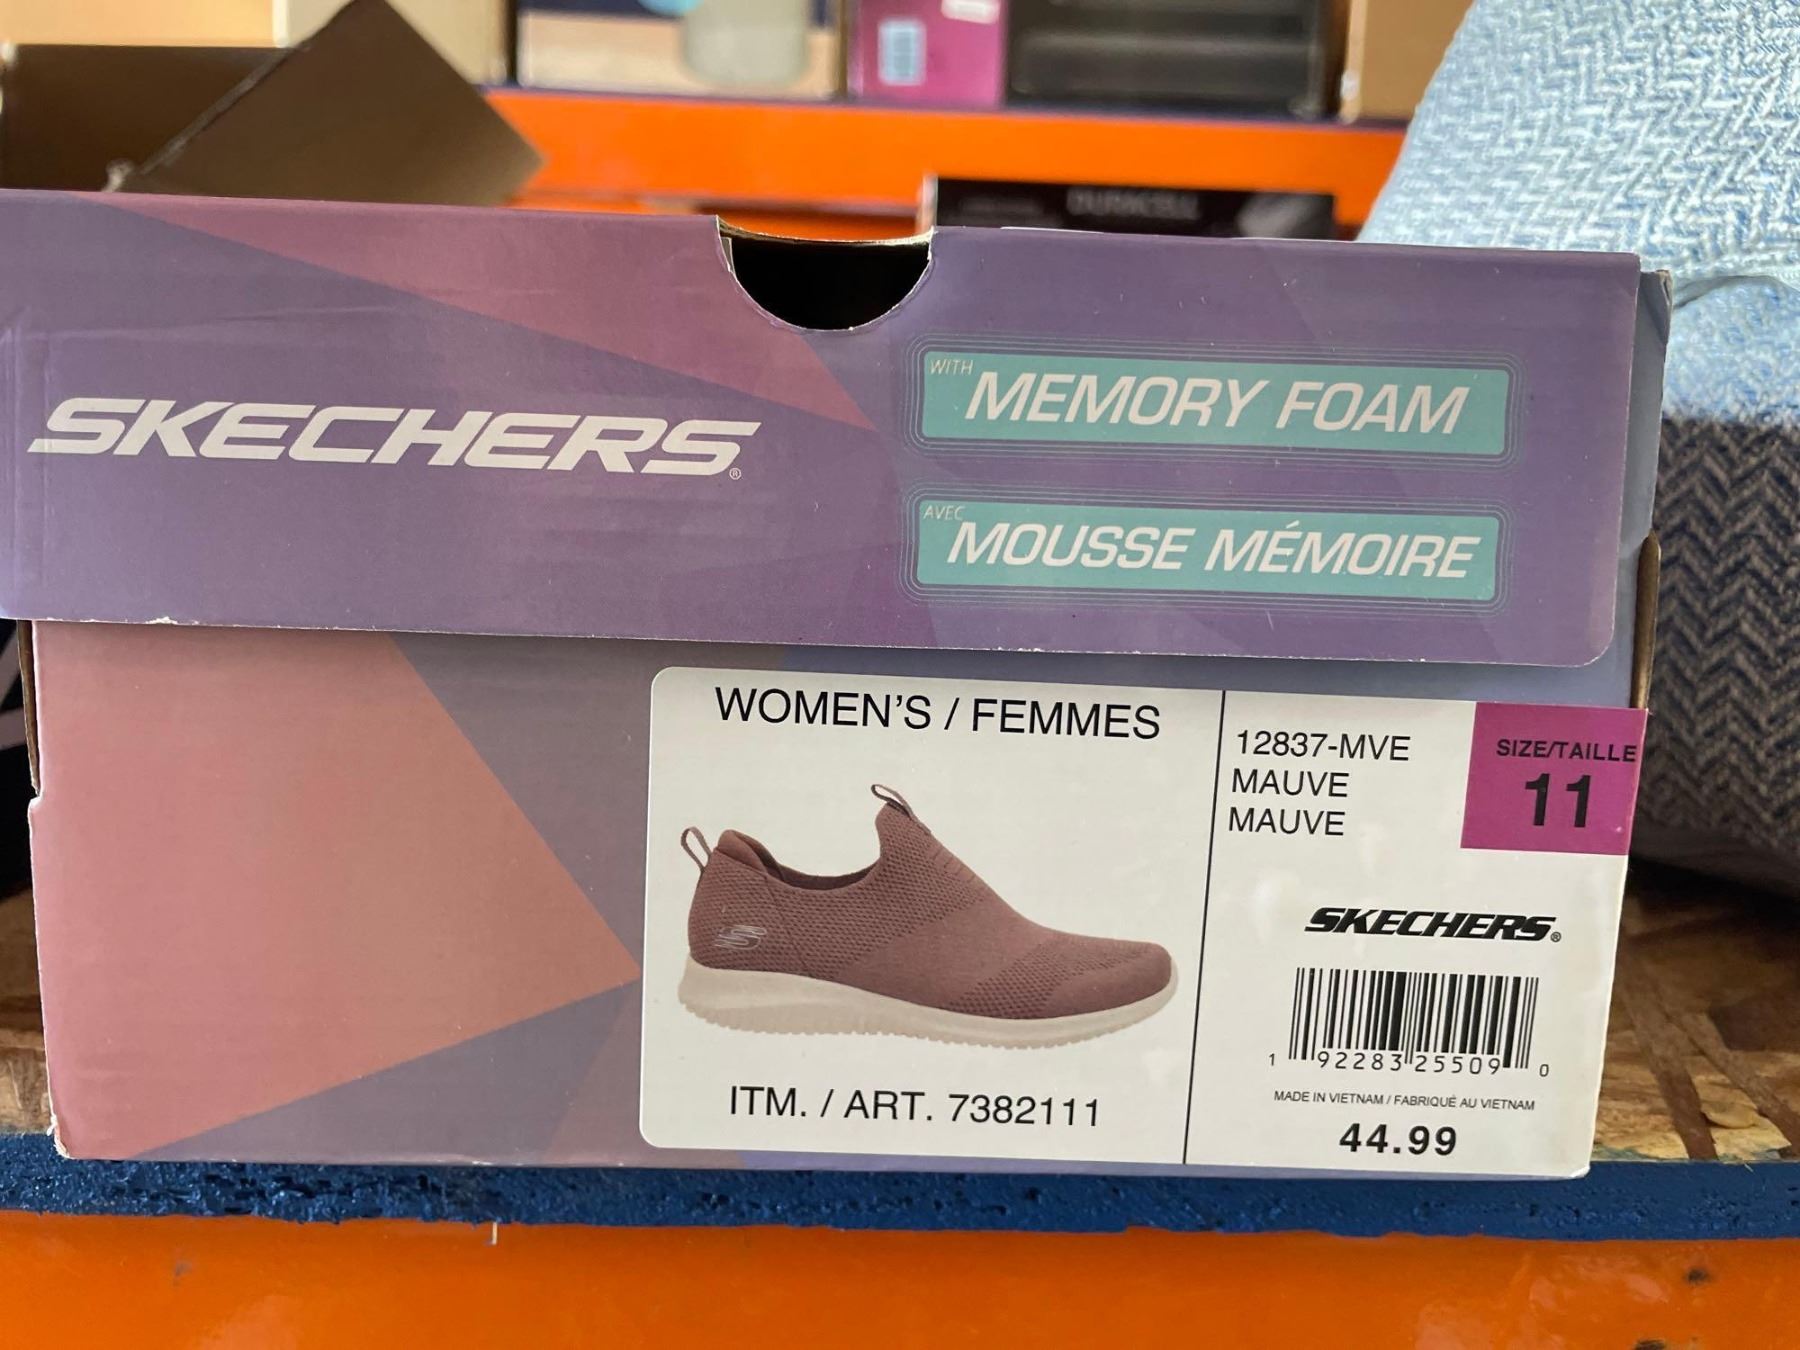 DURACELL
SKECHERS®
WITH MEMORY FOAM
AVEC MOUSSE MÉMOIRE
WOMEN'S / FEMMES
ITM. / ART. 7382111
12837-MVE
MAUVE
MAUVE
SIZE/TAILLE
11
SKECHERS®
1 92283 25509 0
MADE IN VIETNAM / FABRIQUÉ AU VIETNAM
44.99